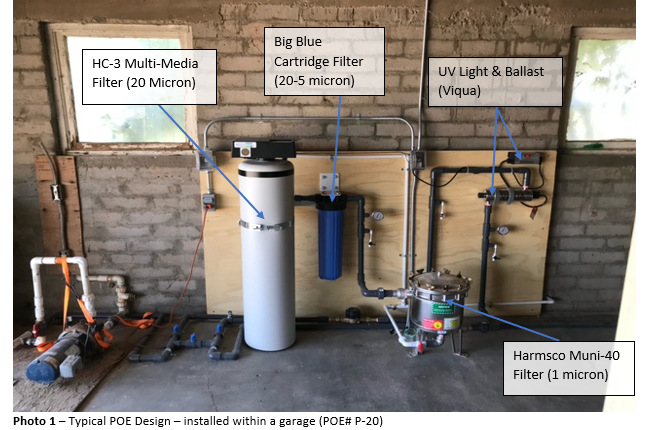 HC-3 Multi-Media
Filter (20 Micron)
Big Blue
Cartridge Filter
(20-5 micron)
UV Light & Ballast
(Viqua)
Harmsco Muni-40
Filter (1 micron)
Photo 1 – Typical POE Design – installed within a garage (POE# P-20)